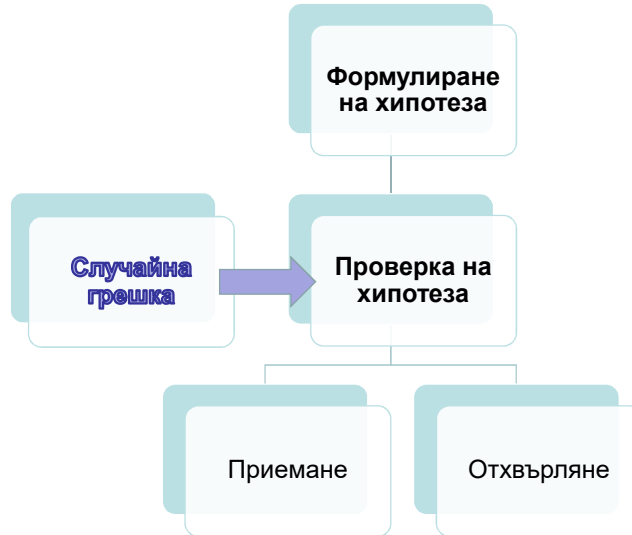 Формулиране
на хипотеза
Случайна
грешка
Проверка на
хипотеза
Приемане
Отхвърляне